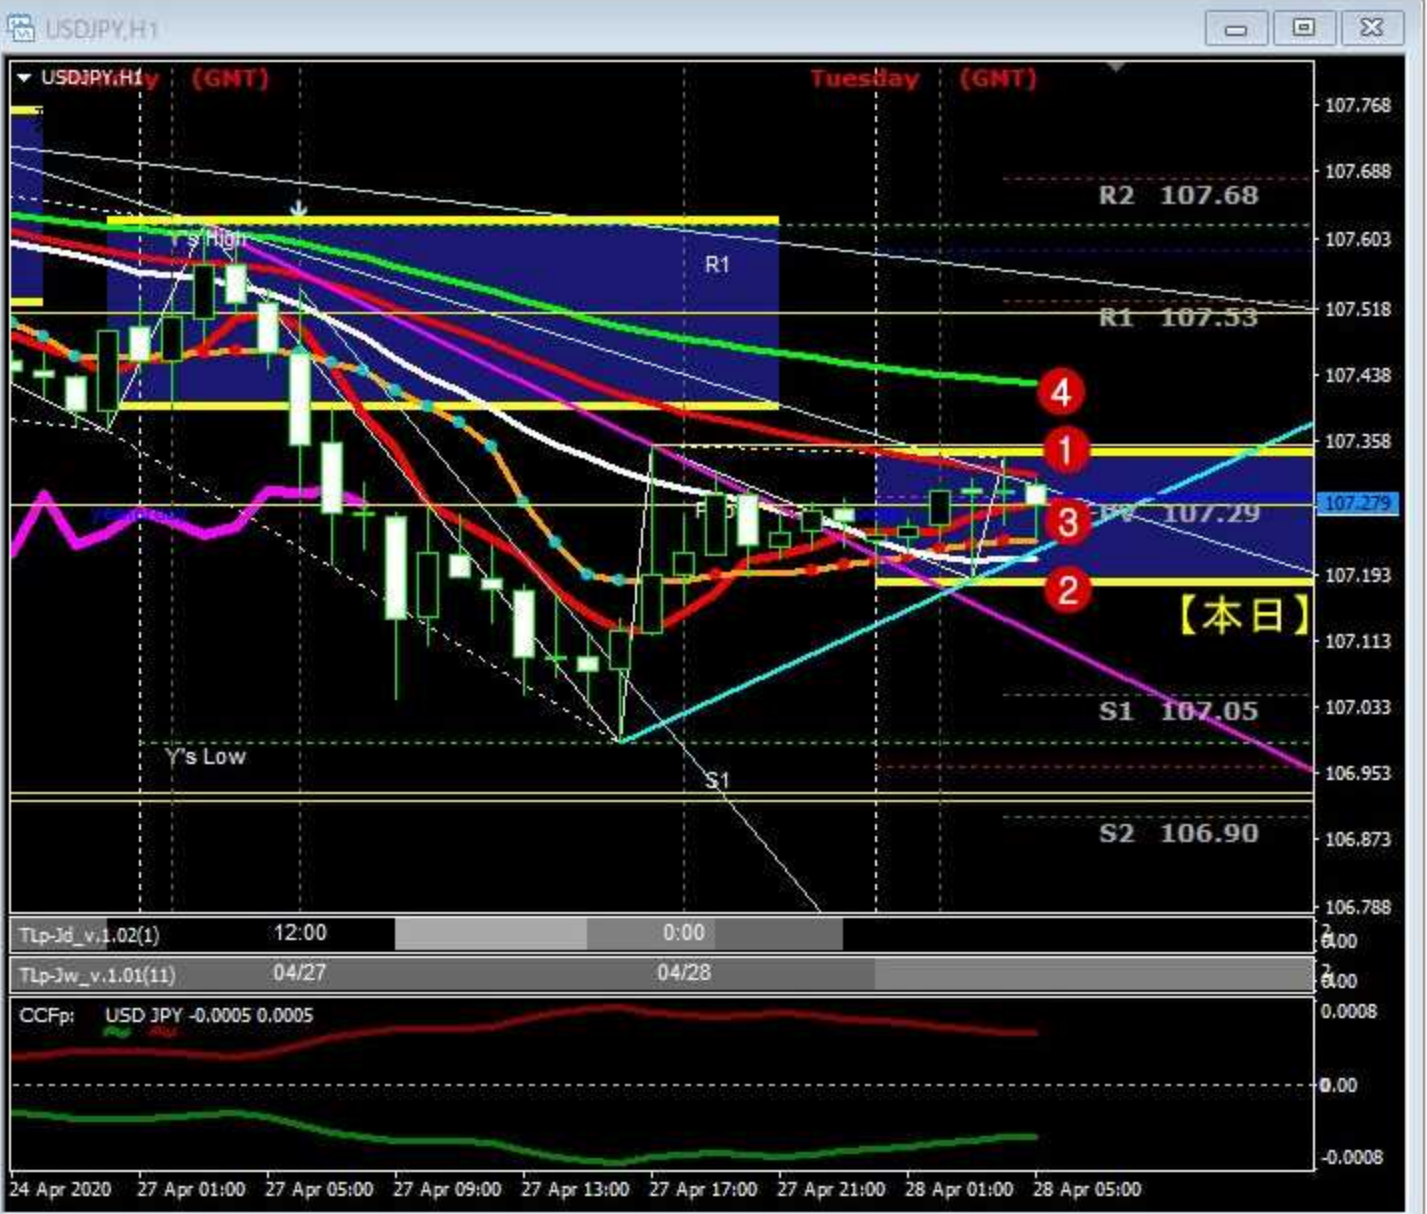 USDJPY,H1
USDJPY,H1
(GMT)
Tuesday (GMT)
107.768
107.688
R2 107.68
107.603
Y's High
R1
107.518
R1 107.53
107.438
4
1
107.358
107.279
107.29
3
107.193
2
【本日】
107.113
107.033
S1 107.05
Y's Low
S1
106.953
S2 106.90
106.873
106.788
TLp-Jd_v.1.02(1) 12:00 0:00
TLp-Jw_v.1.01(11) 04/27 04/28
CCFp: USD JPY -0.0005 0.0005
0.0008
0.00
-0.0008
24 Apr 2020 27 Apr 01:00 27 Apr 05:00 27 Apr 09:00 27 Apr 13:00 27 Apr 17:00 27 Apr 21:00 28 Apr 01:00 28 Apr 05:00